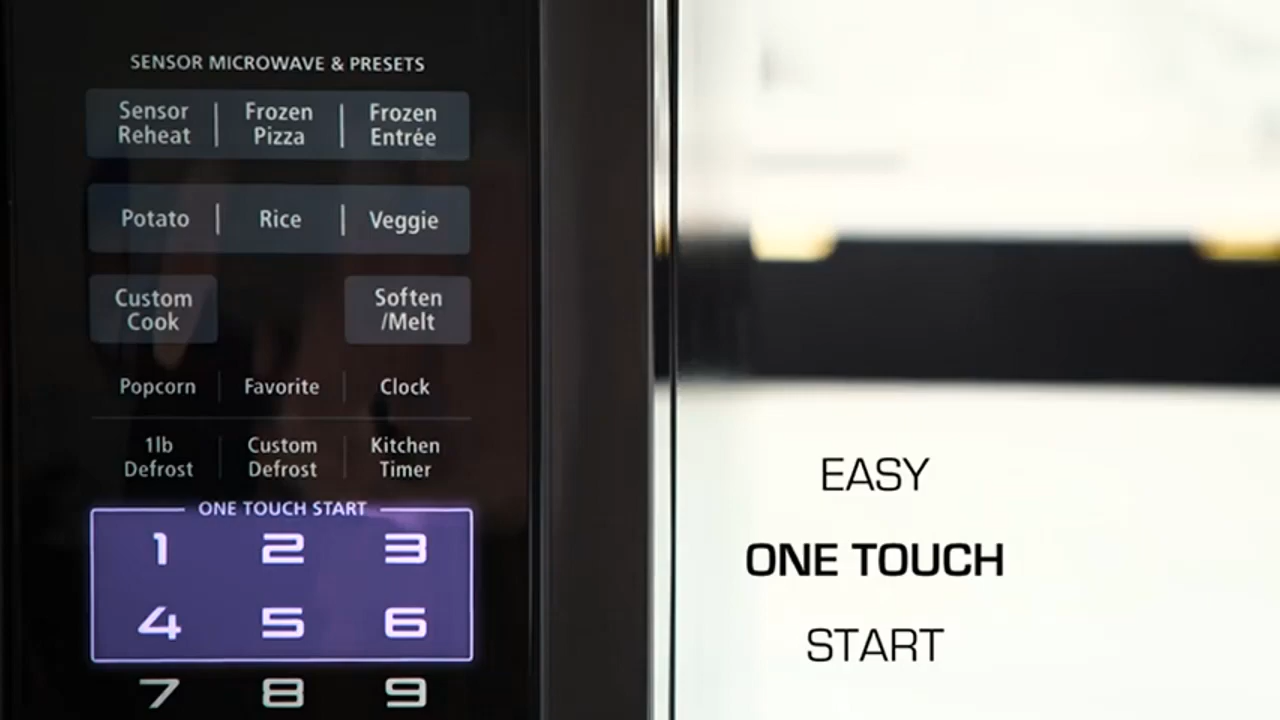 SENSOR MICROWAVE & PRESETS
Sensor Reheat
Frozen Pizza
Frozen Entrée
Potato
Rice
Veggie
Custom Cook
Soften /Melt
Popcorn
Favorite
Clock
1lb Defrost
Custom Defrost
Kitchen Timer
ONE TOUCH START
1 2 3
4 5 6
7 8 9
EASY
ONE TOUCH
START